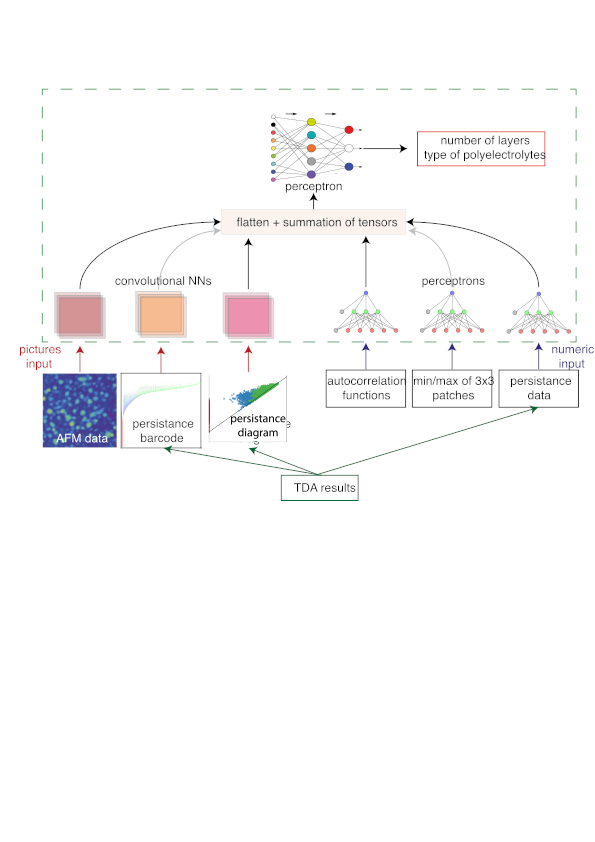 number of layers
type of polyelectrolytes
perceptron
flatten + summation of tensors
convolutional NNs
perceptrons
pictures
input
numeric
input
AFM data
persistance
barcode
persistance
diagram
autocorrelation
functions
min/max of 3x3
patches
persistance
data
TDA results